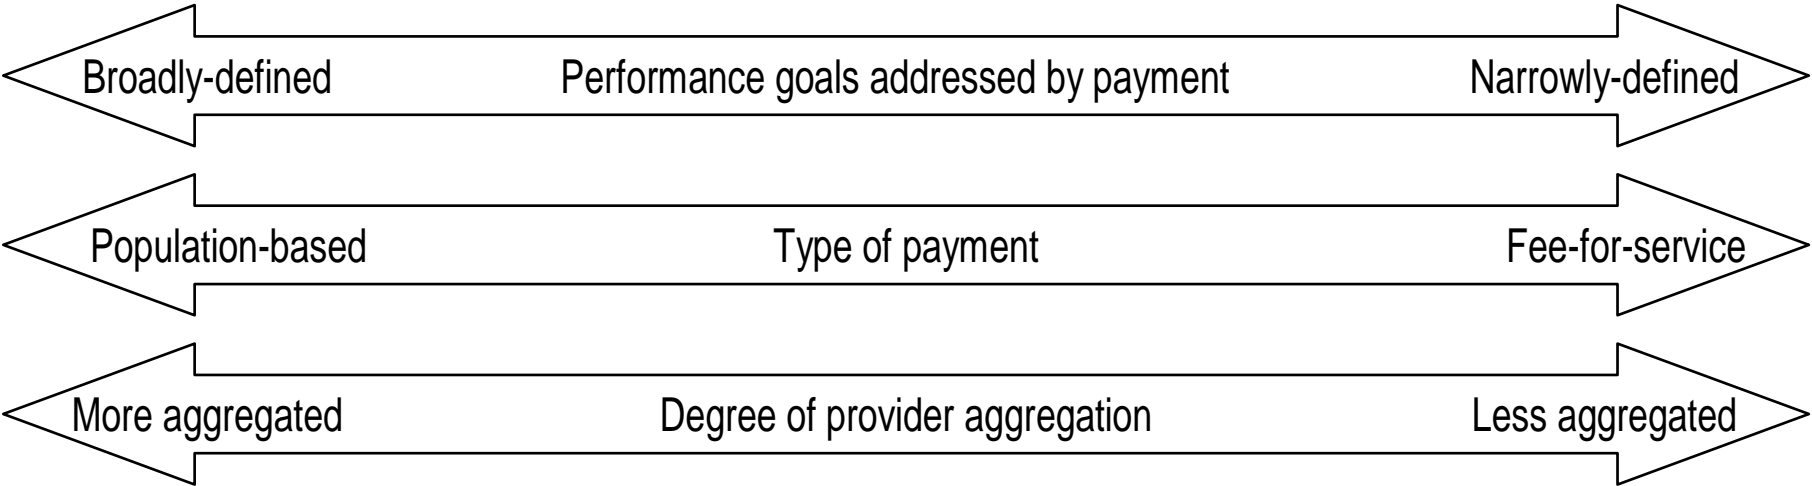 Broadly-defined Performance goals addressed by payment Narrowly-defined
Population-based Type of payment Fee-for-service
More aggregated Degree of provider aggregation Less aggregated